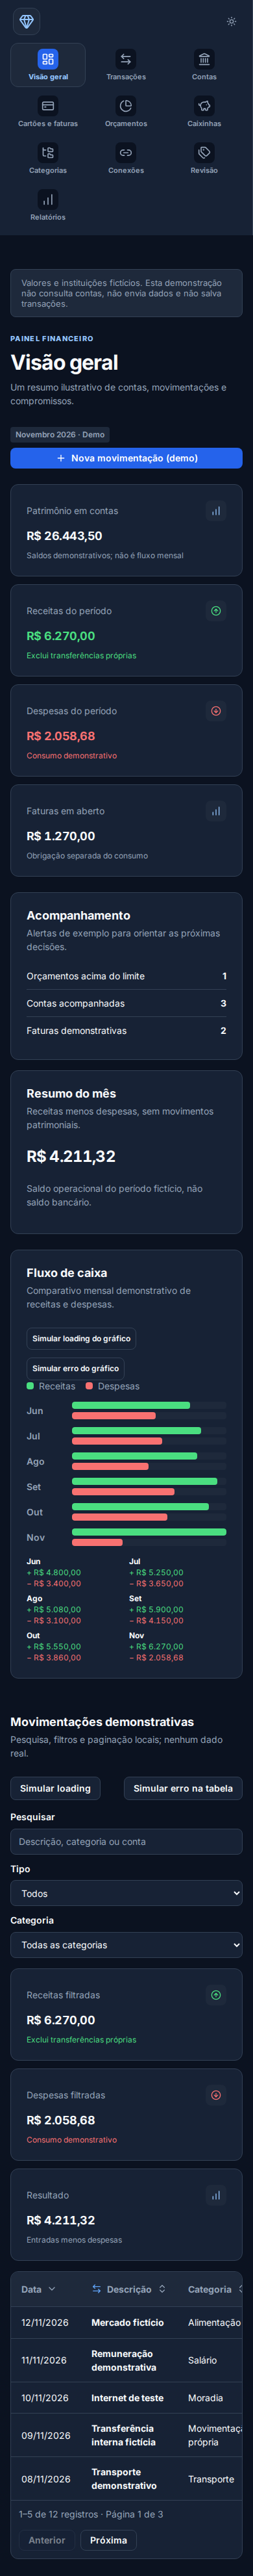 Visão geral
Transações
Contas
Cartões e faturas
Orçamentos
Caixinhas
Categorias
Conexões
Revisão
Relatórios
Valores e instituições fictícios. Esta demonstração
não consulta contas, não envia dados e não salva
transações.
PAINEL FINANCEIRO
Visão geral
Um resumo ilustrativo de contas, movimentações e
compromissos.
Novembro 2026 · Demo
+ Nova movimentação (demo)
Patrimônio em contas
R$ 26.443,50
Saldos demonstrativos; não é fluxo mensal
Receitas do período
R$ 6.270,00
Exclui transferências próprias
Despesas do período
R$ 2.058,68
Consumo demonstrativo
Faturas em aberto
R$ 1.270,00
Obrigação separada do consumo
Acompanhamento
Alertas de exemplo para orientar as próximas
decisões.
Orçamentos acima do limite 1
Contas acompanhadas 3
Faturas demonstrativas 2
Resumo do mês
Receitas menos despesas, sem movimentos
patrimoniais.
R$ 4.211,32
Saldo operacional do período fictício, não
saldo bancário.
Fluxo de caixa
Comparativo mensal demonstrativo de
receitas e despesas.
Simular loading do gráfico
Simular erro do gráfico
Receitas Despesas
Jun
Jul
Ago
Set
Out
Nov
Jun Jul
+ R$ 4.800,00 + R$ 5.250,00
− R$ 3.400,00 − R$ 3.650,00
Ago Set
+ R$ 5.080,00 + R$ 5.900,00
− R$ 3.100,00 − R$ 4.150,00
Out Nov
+ R$ 5.550,00 + R$ 6.270,00
− R$ 3.860,00 − R$ 2.058,68
Movimentações demonstrativas
Pesquisa, filtros e paginação locais; nenhum dado
real.
Simular loading Simular erro na tabela
Pesquisar
Descrição, categoria ou conta
Tipo
Todos
Categoria
Todas as categorias
Receitas filtradas
R$ 6.270,00
Exclui transferências próprias
Despesas filtradas
R$ 2.058,68
Consumo demonstrativo
Resultado
R$ 4.211,32
Entradas menos despesas
Data Descrição Categoria
12/11/2026 Mercado fictício Alimentação
11/11/2026 Remuneração
demonstrativa Salário
10/11/2026 Internet de teste Moradia
09/11/2026 Transferência
interna fictícia Movimentaç
própria
08/11/2026 Transporte
demonstrativo Transporte
1–5 de 12 registros · Página 1 de 3
Anterior Próxima